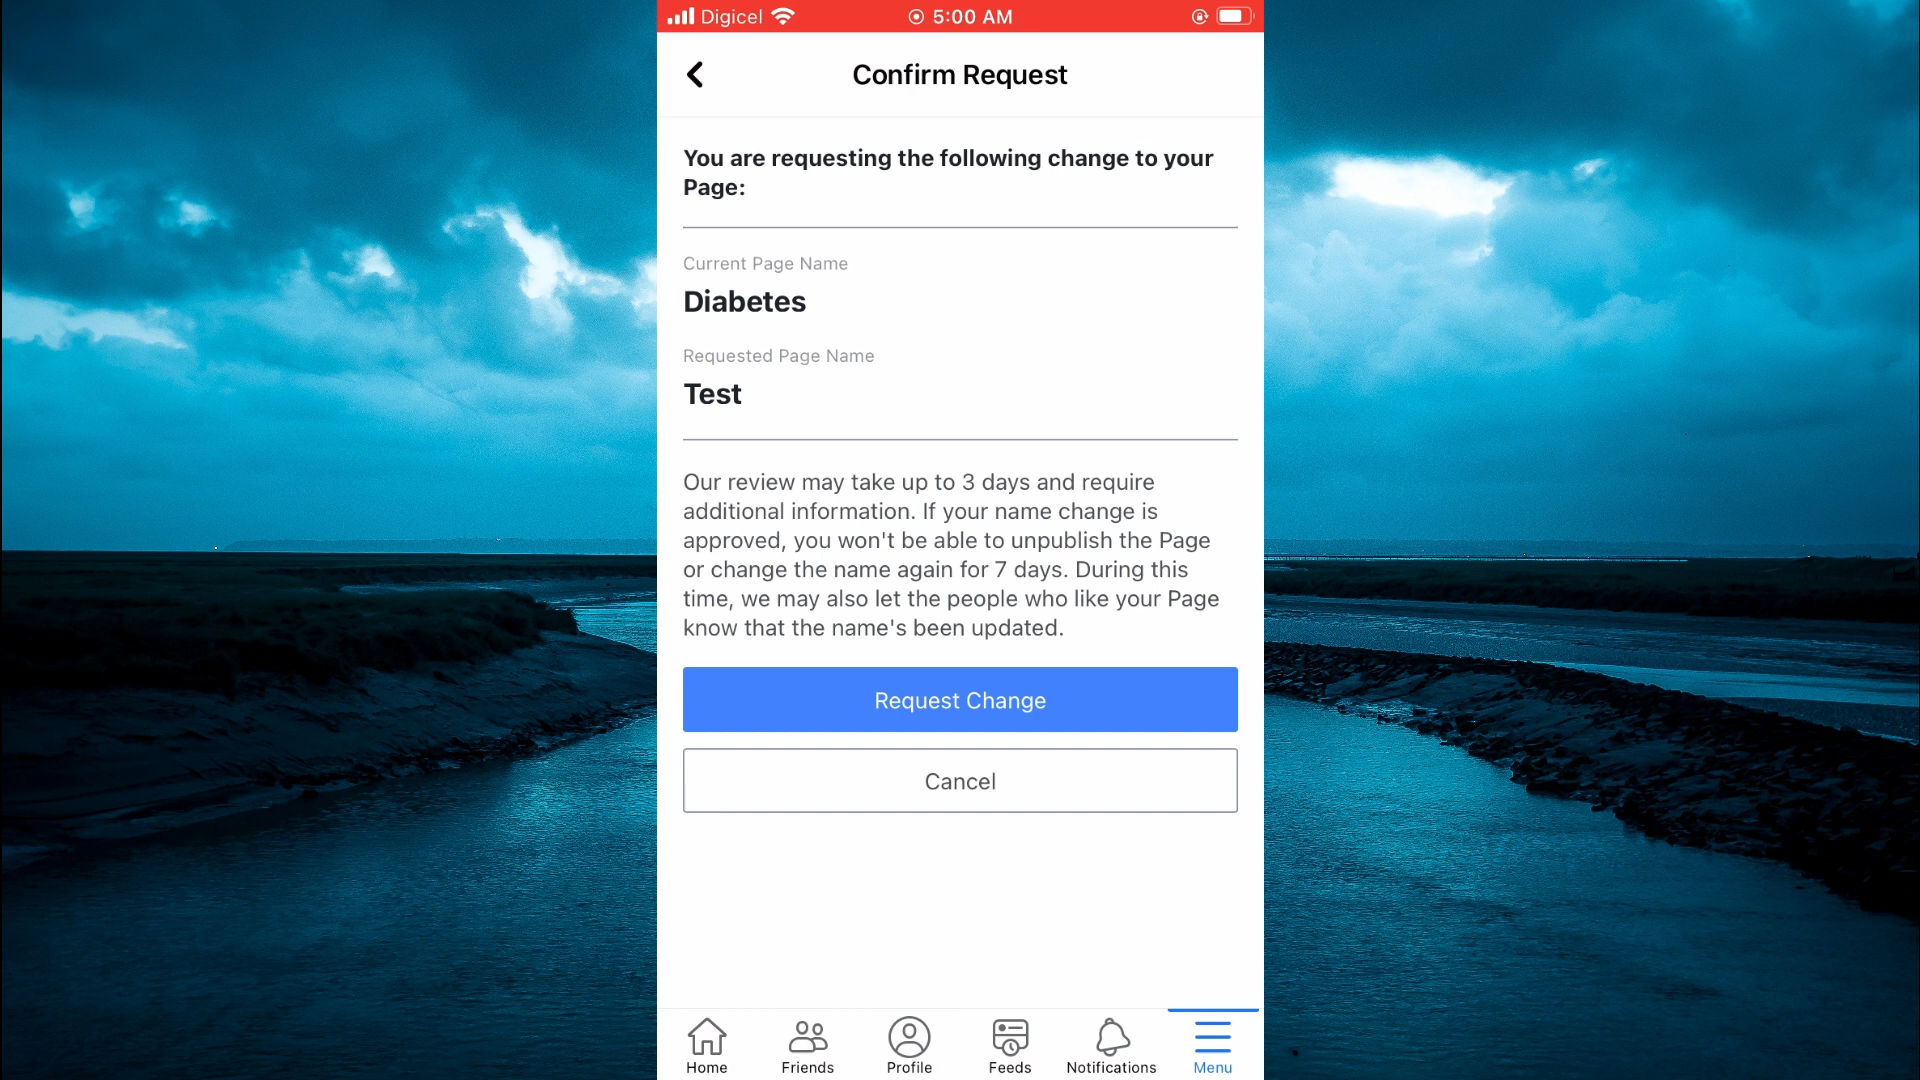 Digicel 5:00 AM
Confirm Request
You are requesting the following change to your
Page:
Current Page Name
Diabetes
Requested Page Name
Test
Our review may take up to 3 days and require
additional information. If your name change is
approved, you won't be able to unpublish the Page
or change the name again for 7 days. During this
time, we may also let the people who like your Page
know that the name's been updated.
Request Change
Cancel
Home Friends Profile Feeds Notifications Menu